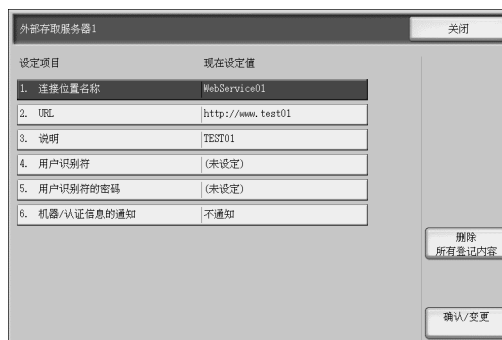 外部存取服务器1
关闭
设定项目 现在设定值
1. 连接位置名称 WebService01
2. URL http://www.test01
3. 说明 TEST01
4. 用户识别符 (未设定)
5. 用户识别符的密码 (未设定)
6. 机器/认证信息的通知 不通知
删除
所有登记内容
确认/变更